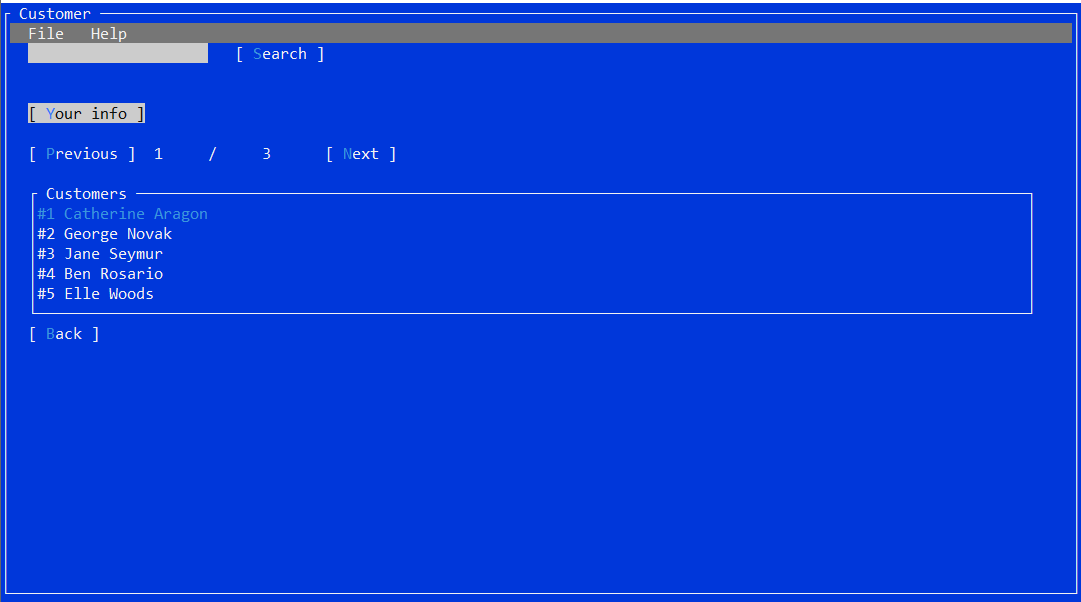 Customer
File Help
[ Search ]
[ Your info ]
[ Previous ] 1 / 3 [ Next ]
Customers
#1 Catherine Aragon
#2 George Novak
#3 Jane Seymur
#4 Ben Rosario
#5 Elle Woods
[ Back ]